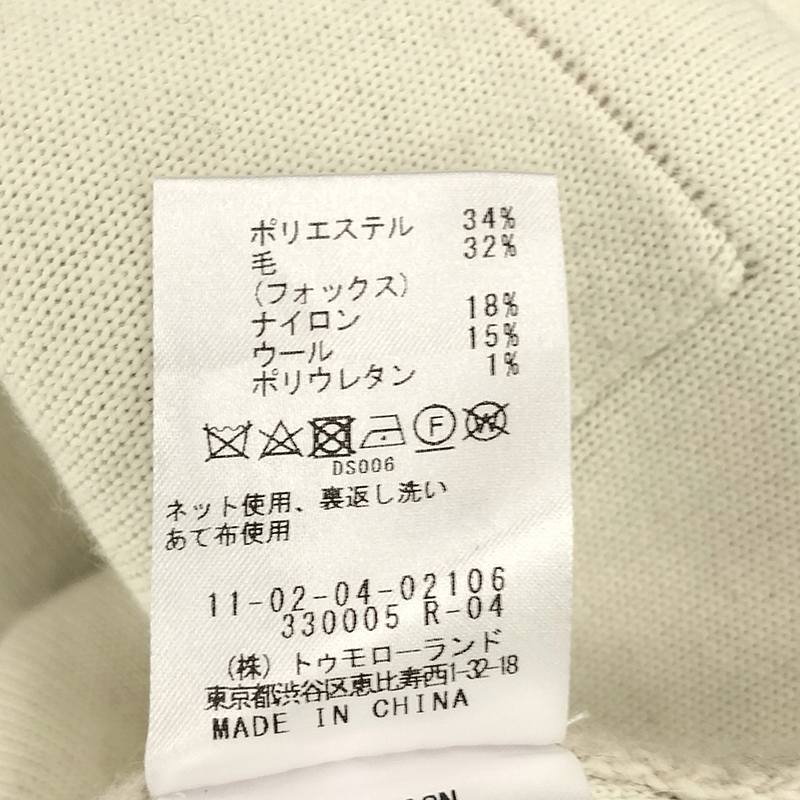 ポリエステル 34%
毛 32%
(フォックス)
ナイロン 18%
ウール 15%
ポリウレタン 1%
F W
DS006
ネット使用、裏返し洗い
あて布使用
11-02-04-02106
330005 R-04
(株) トゥモローランド
東京都渋谷区恵比寿西1-32-18
MADE IN CHINA